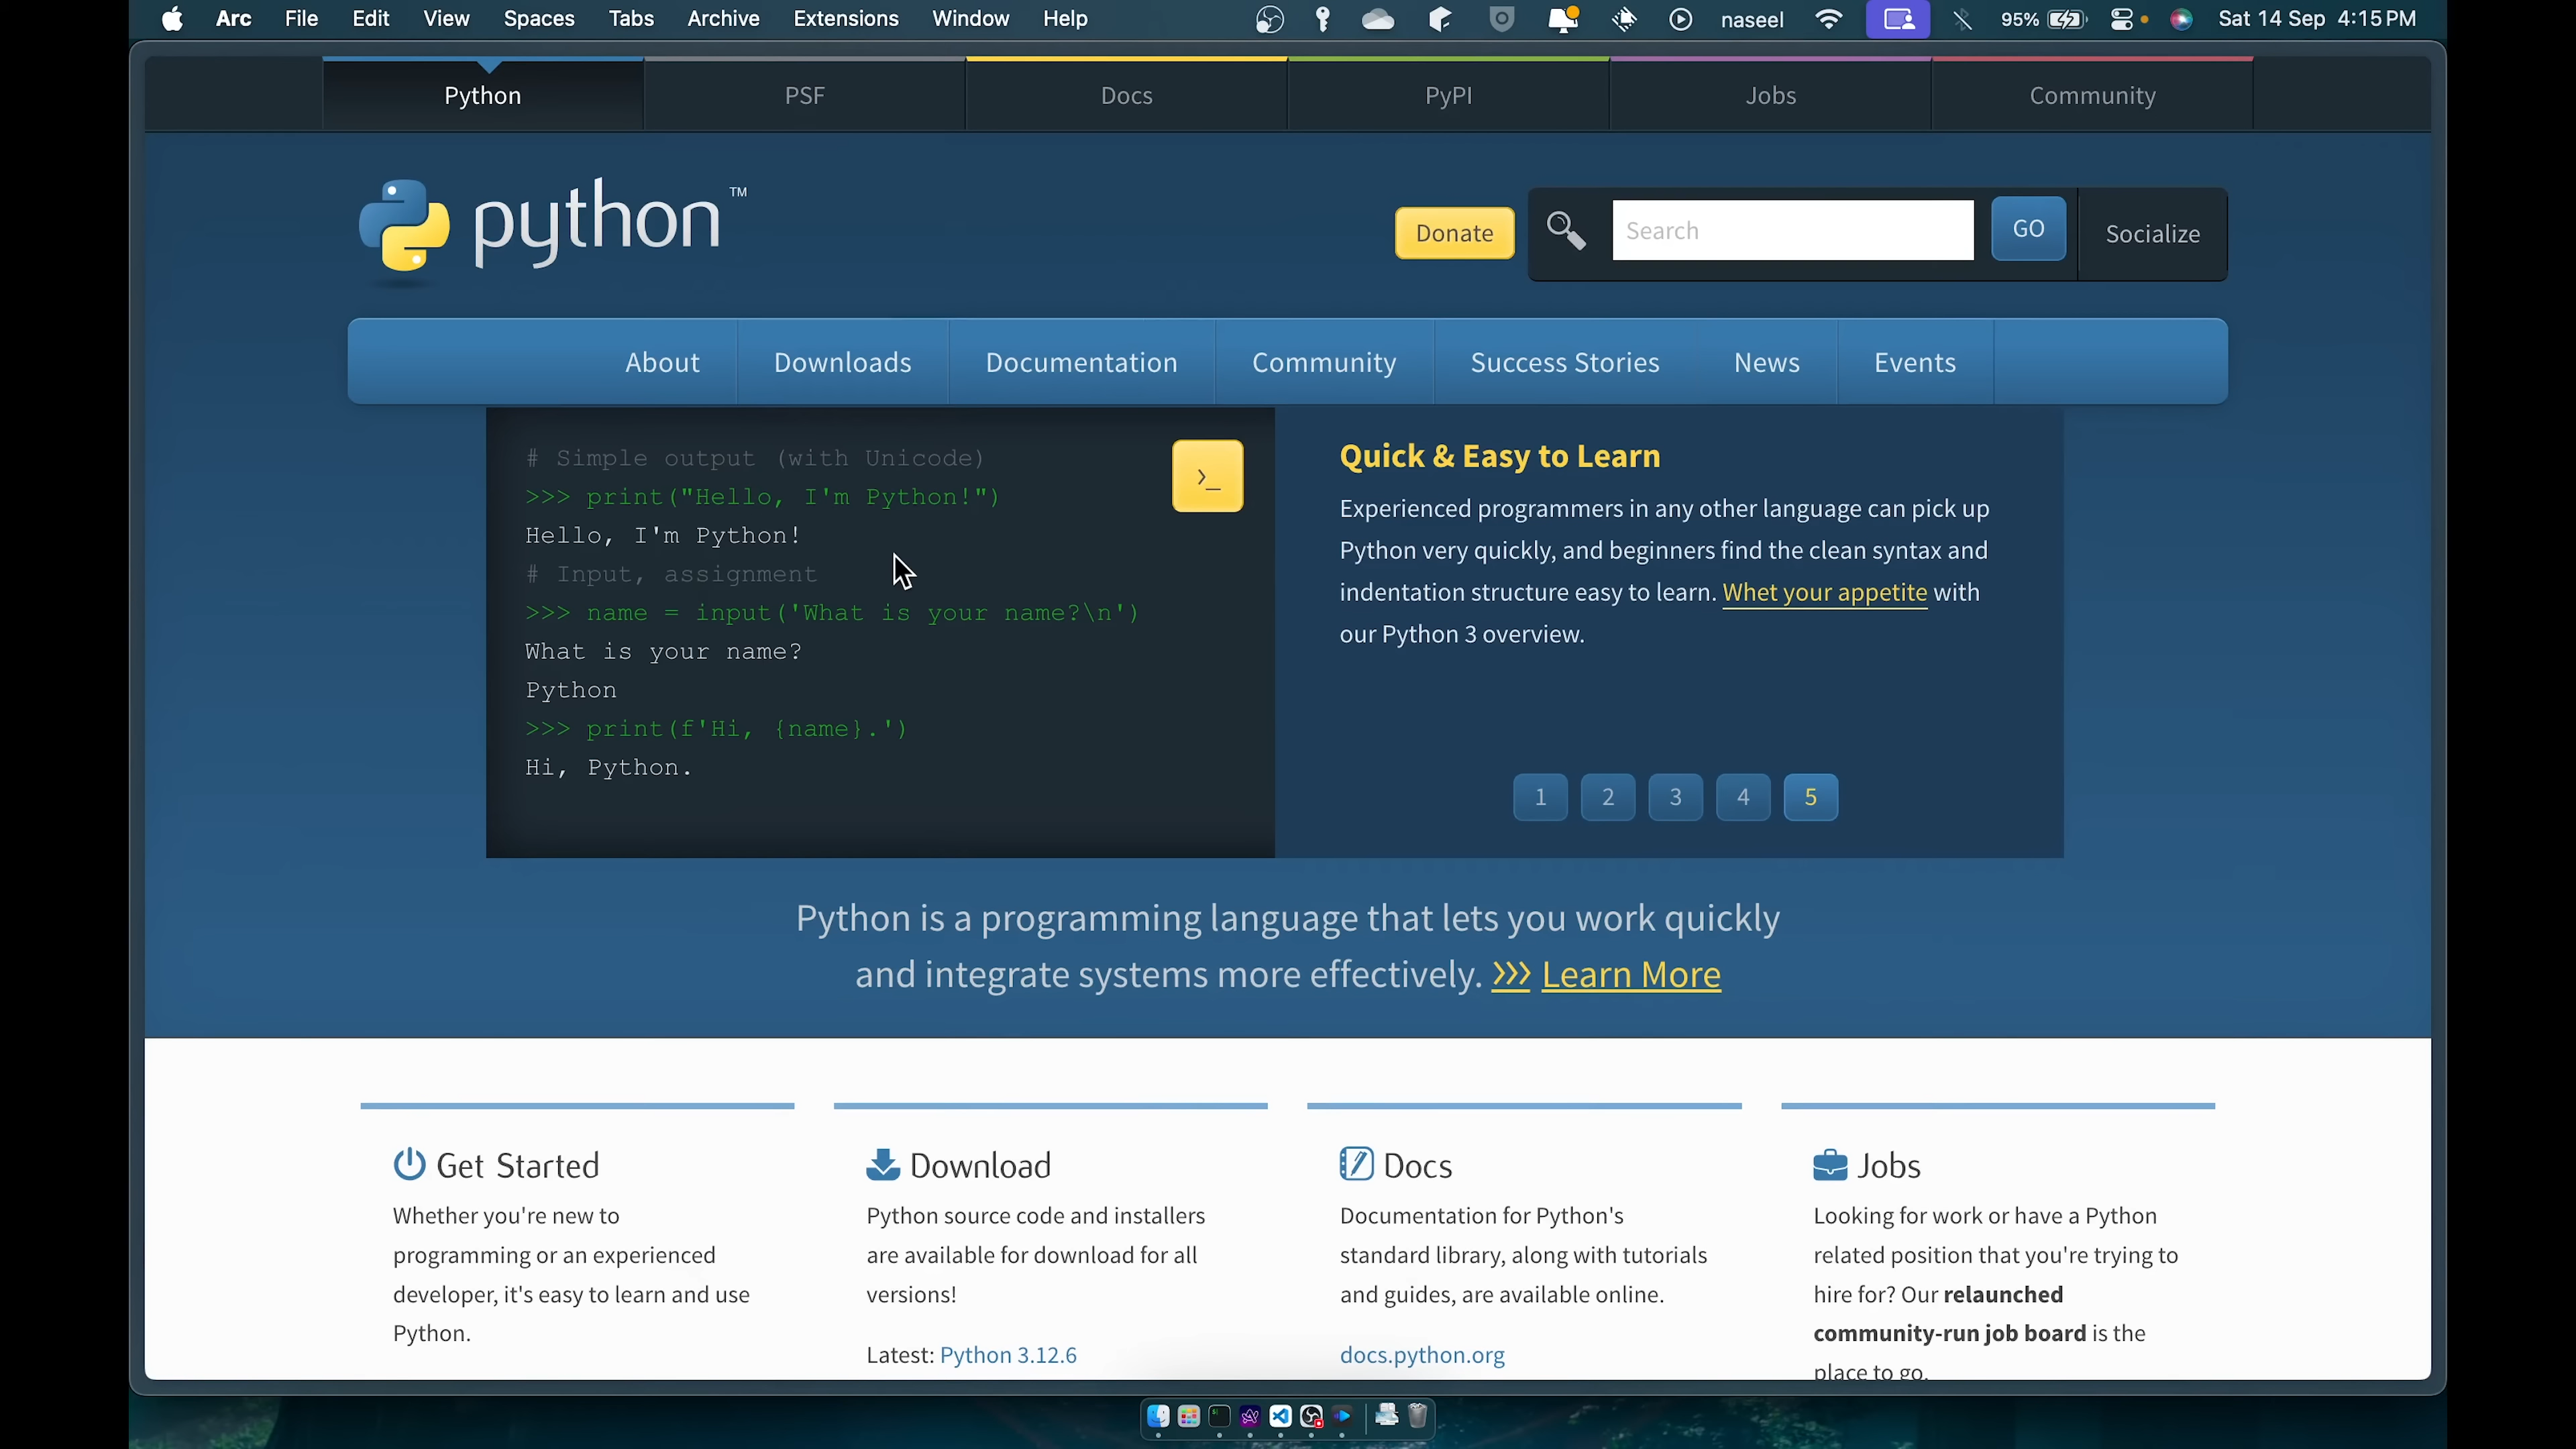 Arc File Edit View Spaces Tabs Archive Extensions Window Help naseel 95% Sat 14 Sep 4:15 PM
Python PSF Docs PyPI Jobs Community
python™
Donate Search GO Socialize
About Downloads Documentation Community Success Stories News Events
# Simple output (with Unicode)
>>> print("Hello, I'm Python!")
Hello, I'm Python!
# Input, assignment
>>> name = input('What is your name?\n')
What is your name?
Python
>>> print(f'Hi, {name}.')
Hi, Python.
>_
Quick & Easy to Learn
Experienced programmers in any other language can pick up
Python very quickly, and beginners find the clean syntax and
indentation structure easy to learn. Whet your appetite with
our Python 3 overview.
1 2 3 4 5
Python is a programming language that lets you work quickly
and integrate systems more effectively. >>> Learn More
Get Started
Whether you're new to
programming or an experienced
developer, it's easy to learn and use
Python.
Download
Python source code and installers
are available for download for all
versions!
Latest: Python 3.12.6
Docs
Documentation for Python's
standard library, along with tutorials
and guides, are available online.
docs.python.org
Jobs
Looking for work or have a Python
related position that you're trying to
hire for? Our relaunched
community-run job board is the
place to go.